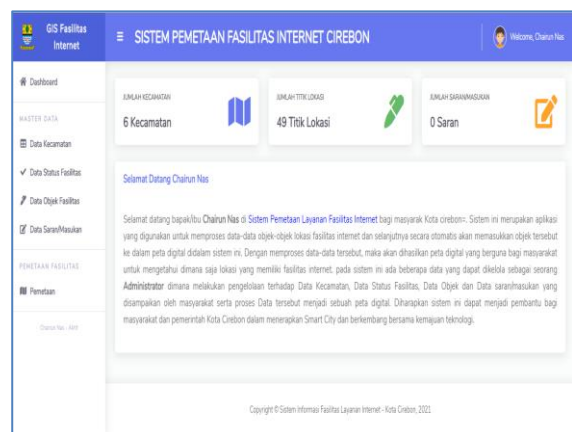 GIS Fasilitas
Internet
SISTEM PEMETAAN FASILITAS INTERNET CIREBON
Welcome, Chairun Nas
Dashboard
MASTER DATA
Data Kecamatan
Data Status Fasilitas
Data Objek Fasilitas
Data Saran/Masukan
PEMETAAN FASILITAS
Pemetaan
JUMLAH KECAMATAN
6 Kecamatan
JUMLAH TITIK LOKASI
49 Titik Lokasi
JUMLAH SARAN/MASUKAN
0 Saran
Selamat Datang Chairun Nas
Selamat datang bapak/ibu Chairun Nas di Sistem Pemetaan Layanan Fasilitas Internet bagi masyarak Kota cirebon=. Sistem ini merupakan aplikasi
yang digunakan untuk memproses data-data objek-objek lokasi fasilitas internet dan selanjutnya secara otomatis akan memasukkan objek tersebut
ke dalam peta digital didalam sistem ini. Dengan memproses data-data tersebut, maka akan dihasilkan peta digital yang berguna bagi masyarakat
untuk mengetahui dimana saja lokasi yang memiliki fasilitas internet. pada sistem ini ada beberapa data yang dapat dikelola sebagai seorang
Administrator dimana melakukan pengelolaan terhadap Data Kecamatan, Data Status Fasilitas, Data Objek dan Data saran/masukan yang
disampaikan oleh masyarakat serta proses Data tersebut menjadi sebuah peta digital. Diharapkan sistem ini dapat menjadi pembantu bagi
masyarakat dan pemerintah Kota Cirebon dalam menerapkan Smart City dan berkembang bersama kemajuan teknologi.
Copyright © Sistem Informasi Fasilitas Layanan Internet - Kota Cirebon, 2021